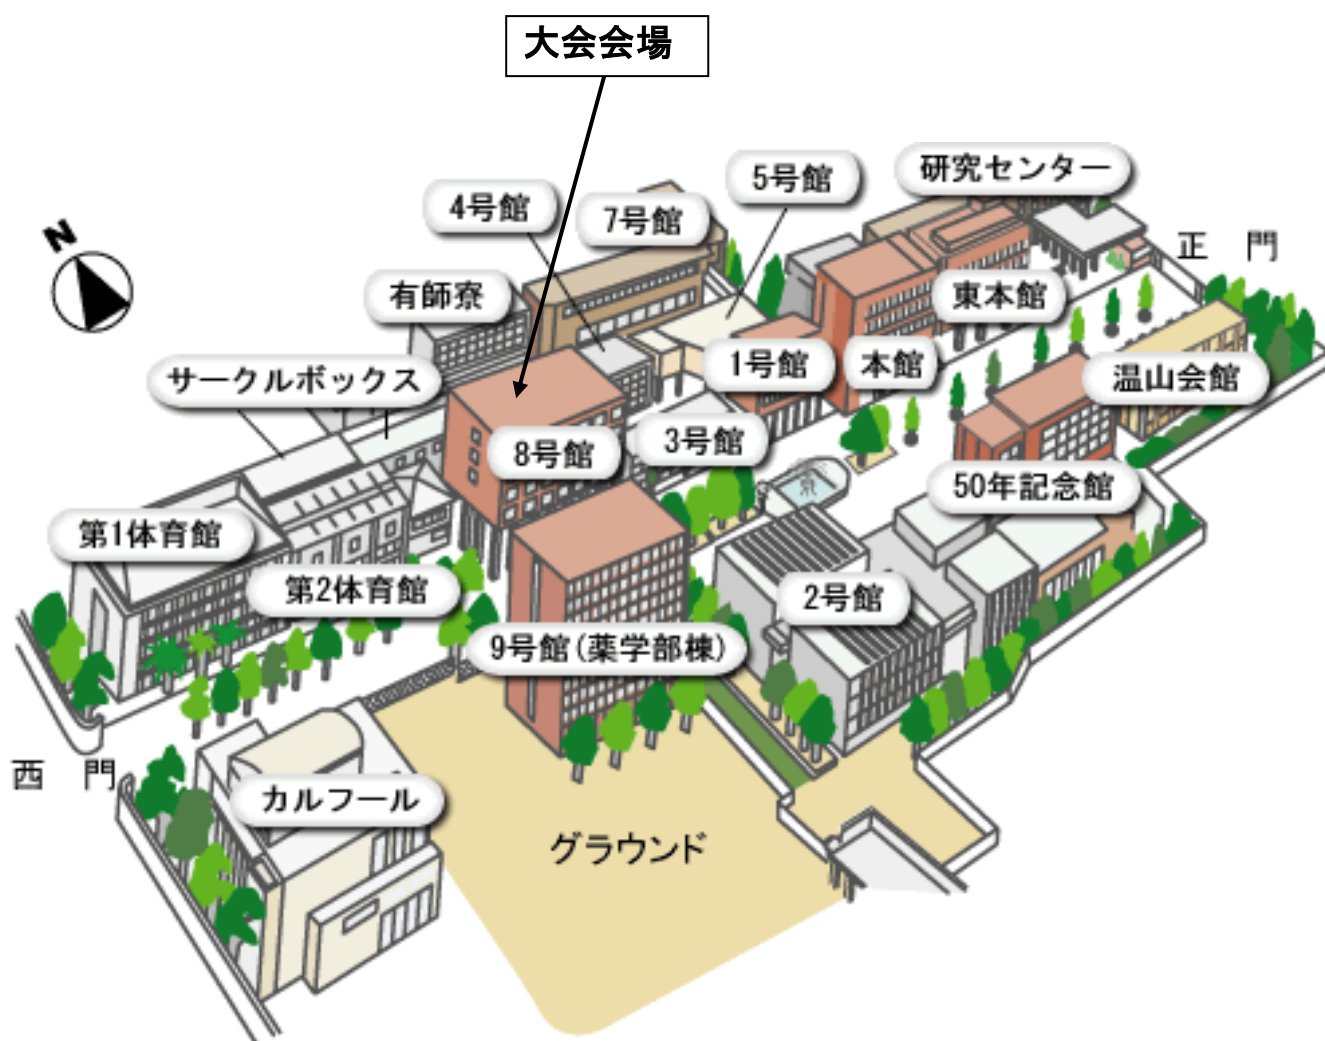 大会会場
研究センター
5号館
4号館
7号館
N
正 門
有師寮
東本館
サークルボックス
1号館
本館
温山会館
3号館
8号館
50年記念館
第1体育館
第2体育館
2号館
9号館(薬学部棟)
西 門
カルフール
グラウンド